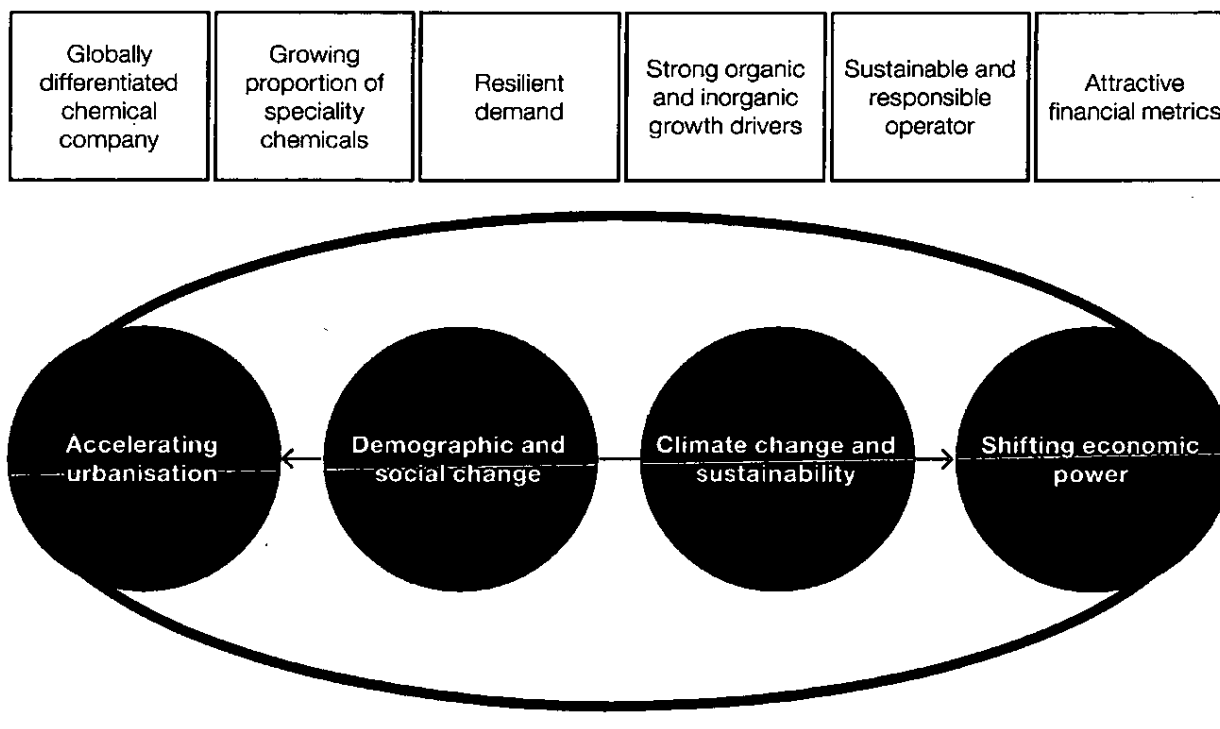 Globally
differentiated
chemical
company
Growing
proportion of
speciality
chemicals
Resilient
demand
Strong organic
and inorganic
growth drivers
Sustainable and
responsible
operator
Attractive
financial metrics
Accelerating
urbanisation
Demographic and
social change
Climate change and
sustainability
Shifting economic
power